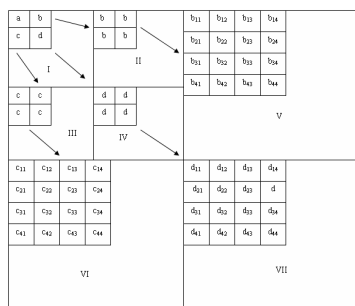 a b
c d
I
b b
b b
II
b₁₁ b₁₂ b₁₃ b₁₄
b₂₁ b₂₂ b₂₃ b₂₄
b₃₁ b₃₂ b₃₃ b₃₄
b₄₁ b₄₂ b₄₃ b₄₄
V
c c
c c
III
d d
d d
IV
c₁₁ c₁₂ c₁₃ c₁₄
c₂₁ c₂₂ c₂₃ c₂₄
c₃₁ c₃₂ c₃₃ c₃₄
c₄₁ c₄₂ c₄₃ c₄₄
VI
d₁₁ d₁₂ d₁₃ d₁₄
d₂₁ d₂₂ d₂₃ d
d₃₁ d₃₂ d₃₃ d₃₄
d₄₁ d₄₂ d₄₃ d₄₄
VII